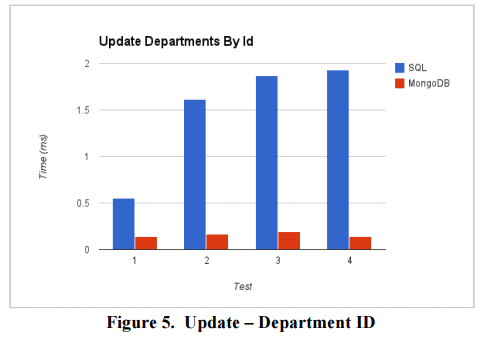 Update Departments By Id
SQL
MongoDB
2
1.5
1
0.5
0
Time (ms)
1 2 3 4
Test
Figure 5. Update – Department ID